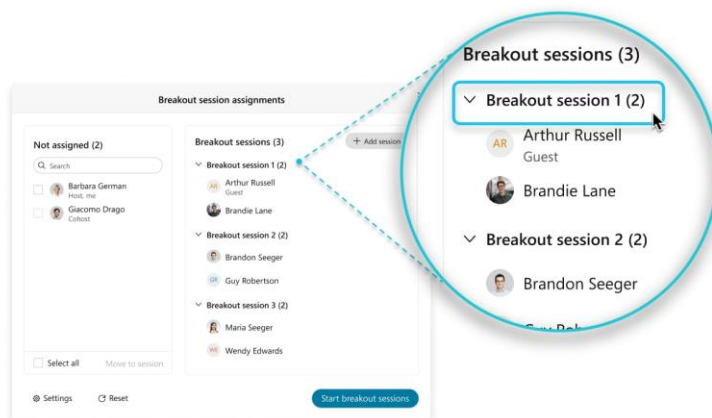 Breakout session assignments
Not assigned (2)
Search
Barbara German
Host, me
Giacomo Drago
Cohost
Select all
Move to session
Breakout sessions (3)
+ Add session
Breakout session 1 (2)
AR
Arthur Russell
Guest
Brandie Lane
Breakout session 2 (2)
Brandon Seeger
GR
Guy Robertson
Breakout session 3 (2)
Maria Seeger
WE
Wendy Edwards
Settings
Reset
Start breakout sessions
Breakout sessions (3)
Breakout session 1 (2)
AR
Arthur Russell
Guest
Brandie Lane
Breakout session 2 (2)
Brandon Seeger